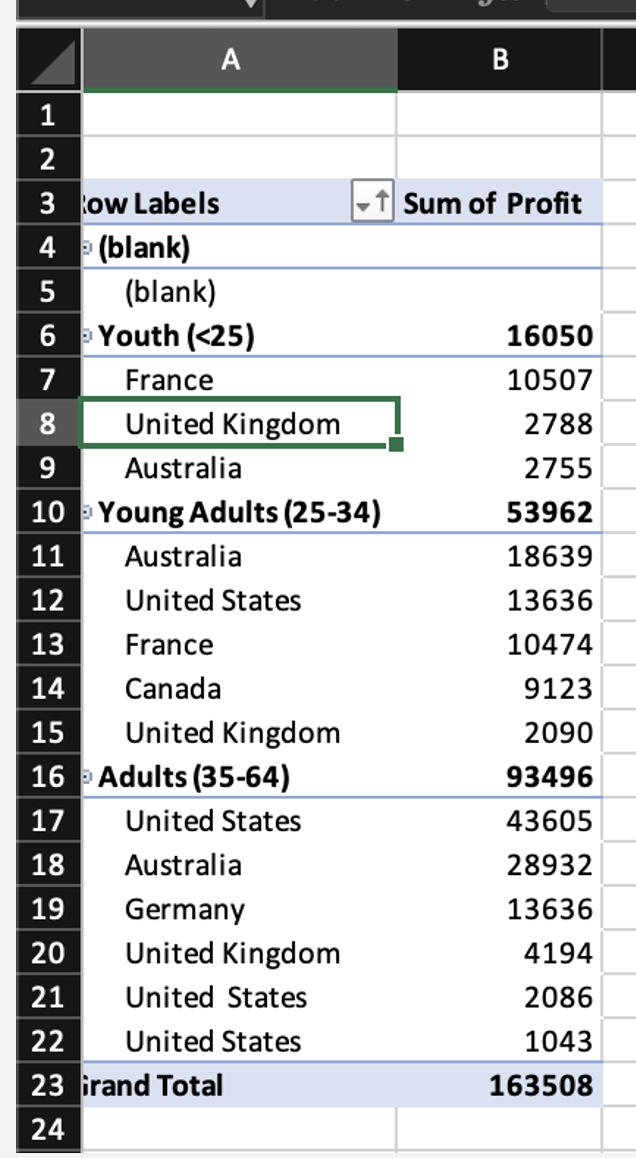 A B
1
2
3 Row Labels Sum of Profit
4 (blank)
5 (blank)
6 Youth (<25) 16050
7 France 10507
8 United Kingdom 2788
9 Australia 2755
10 Young Adults (25-34) 53962
11 Australia 18639
12 United States 13636
13 France 10474
14 Canada 9123
15 United Kingdom 2090
16 Adults (35-64) 93496
17 United States 43605
18 Australia 28932
19 Germany 13636
20 United Kingdom 4194
21 United  States 2086
22 United States 1043
23 Grand Total 163508
24